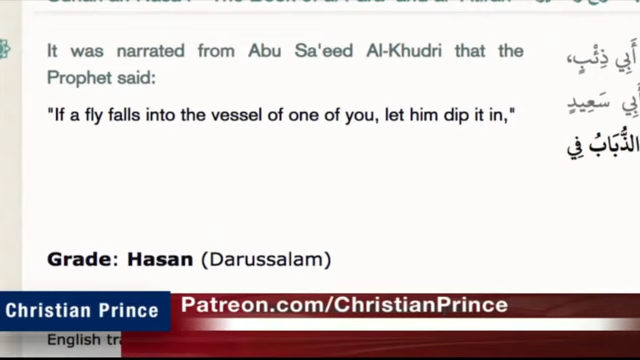 It was narrated from Abu Sa'eed Al-Khudri that the
أَبِي ذِئْبٍ،
Prophet said:
أَبِي سَعِيدٍ
"If a fly falls into the vessel of one of you, let him dip it in,"
الذُّبَابُ فِي
Grade: Hasan (Darussalam)
Christian Prince
Patreon.com/ChristianPrince
English